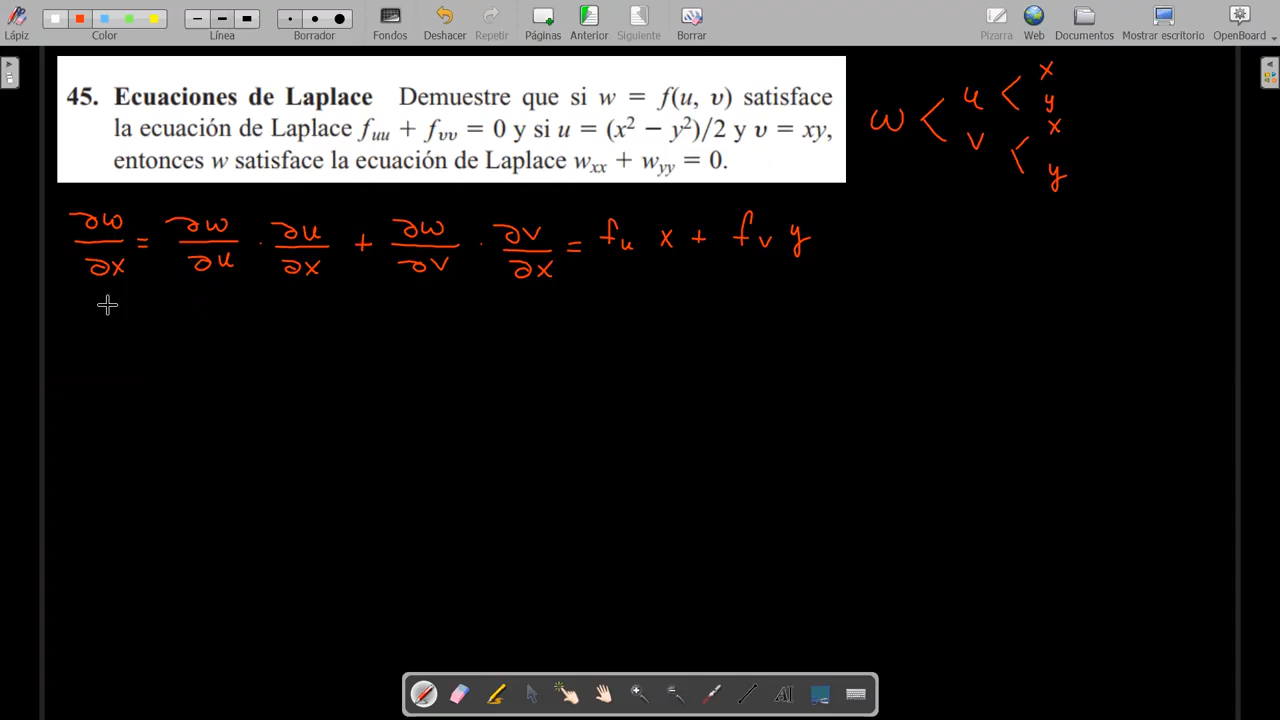 Lápiz Color Línea Borrador Fondos Deshacer Repetir Páginas Anterior Siguiente Borrar Pizarra Web Documentos Mostrar escritorio OpenBoard
45. Ecuaciones de Laplace Demuestre que si w = f(u, v) satisface
la ecuación de Laplace f_uu + f_vv = 0 y si u = (x² − y²)/2 y v = xy,
entonces w satisface la ecuación de Laplace w_xx + w_yy = 0.
w < u < x y
v < x y
∂w/∂x = ∂w/∂u · ∂u/∂x + ∂w/∂v · ∂v/∂x = f_u x + f_v y
AI